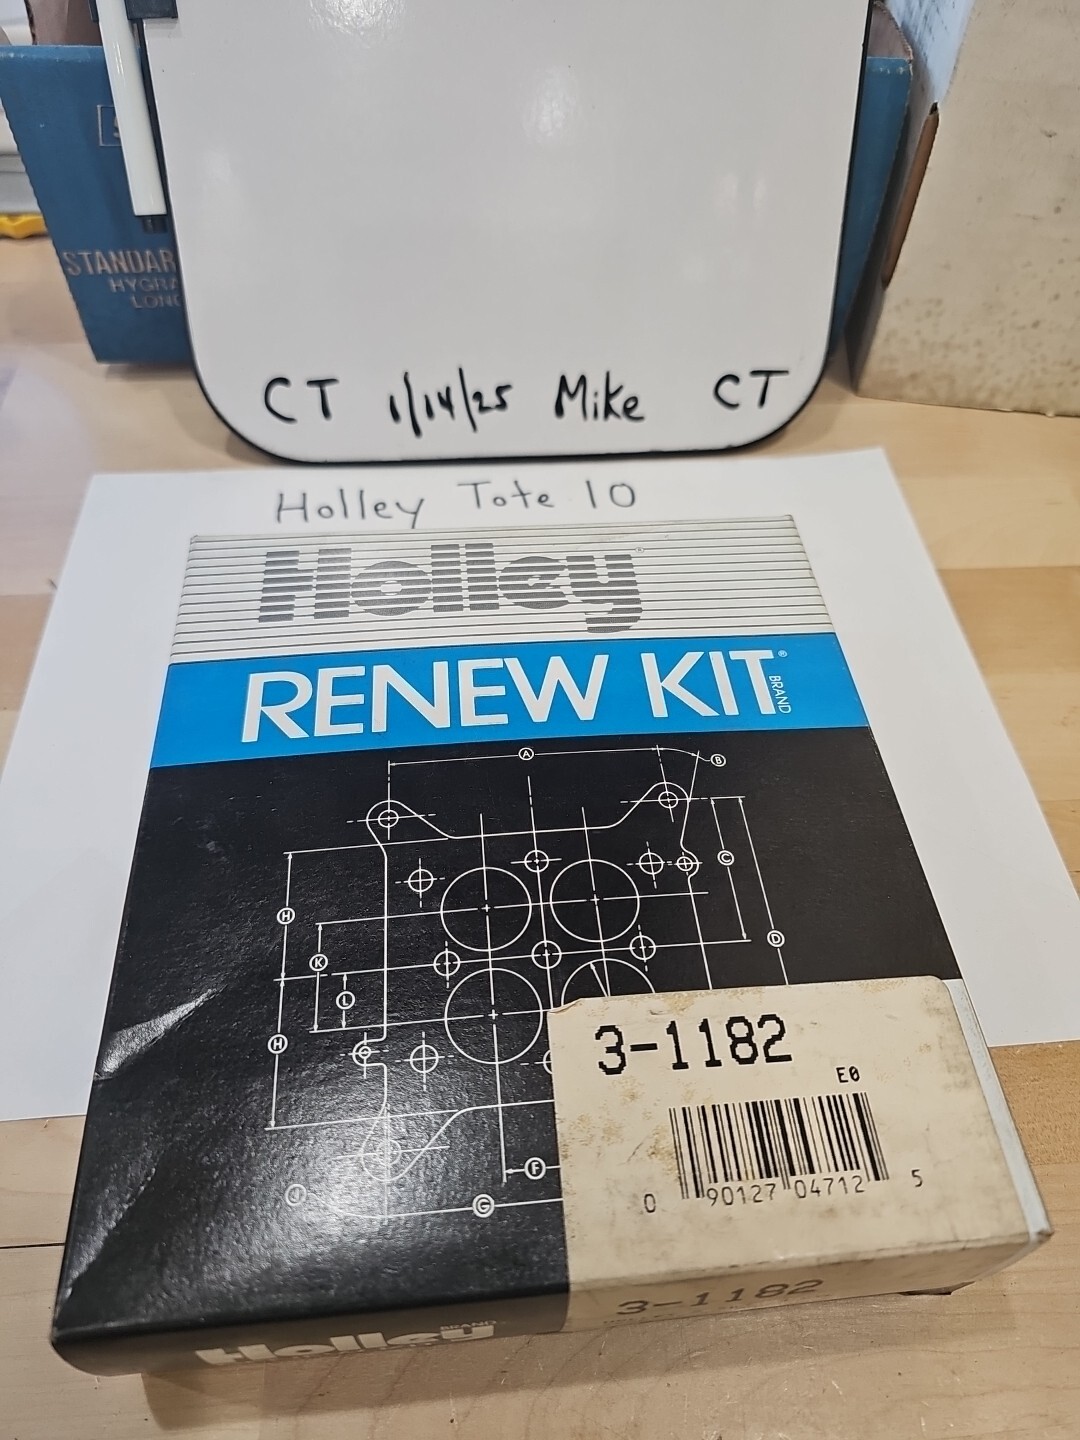 STANDAR
HYGRA
LONG
CT 1/14/25 Mike CT
Holley Tote 10
Holley®
RENEW KIT®
BRAND
A
B
C
H
D
K
L
H
F
J
G
3-1182
E0
0 90127 04712 5
3-1182
Holley
BRAND